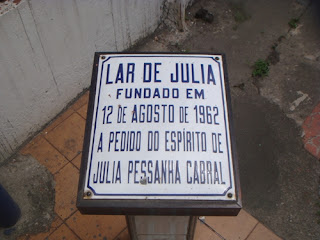 LAR DE JULIA
FUNDADO EM
12 DE AGOSTO DE 1962
A PEDIDO DO ESPÍRITO DE
JULIA PESSANHA CABRAL